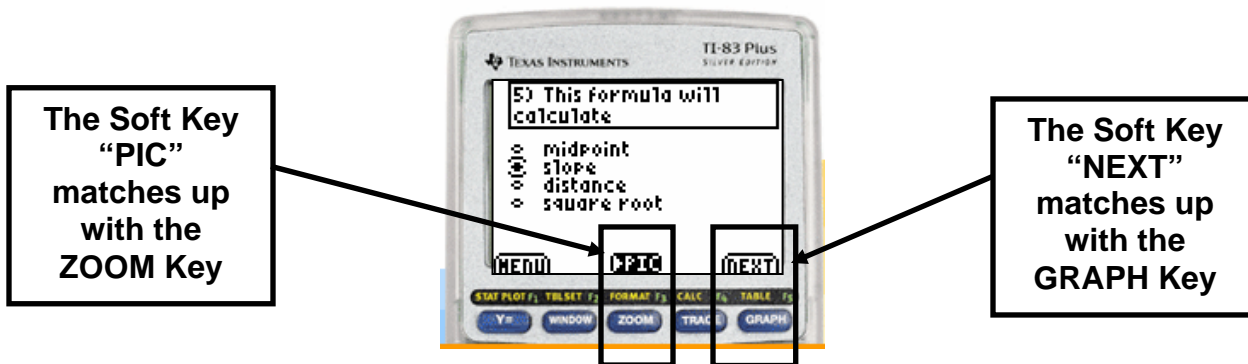 The Soft Key
“PIC”
matches up
with the
ZOOM Key
TEXAS INSTRUMENTS
TI-83 Plus
SILVER EDITION
5) This formula will
calculate
midpoint
slope
distance
square root
MENU
PIC
NEXT
STAT PLOT F1 TBLSET F2 FORMAT F3 CALC F4 TABLE F5
Y= WINDOW ZOOM TRACE GRAPH
The Soft Key
“NEXT”
matches up
with the
GRAPH Key